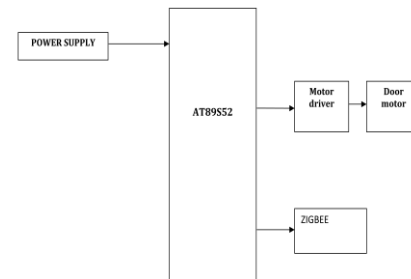 POWER SUPPLY
AT89S52
Motor
driver
Door
motor
ZIGBEE